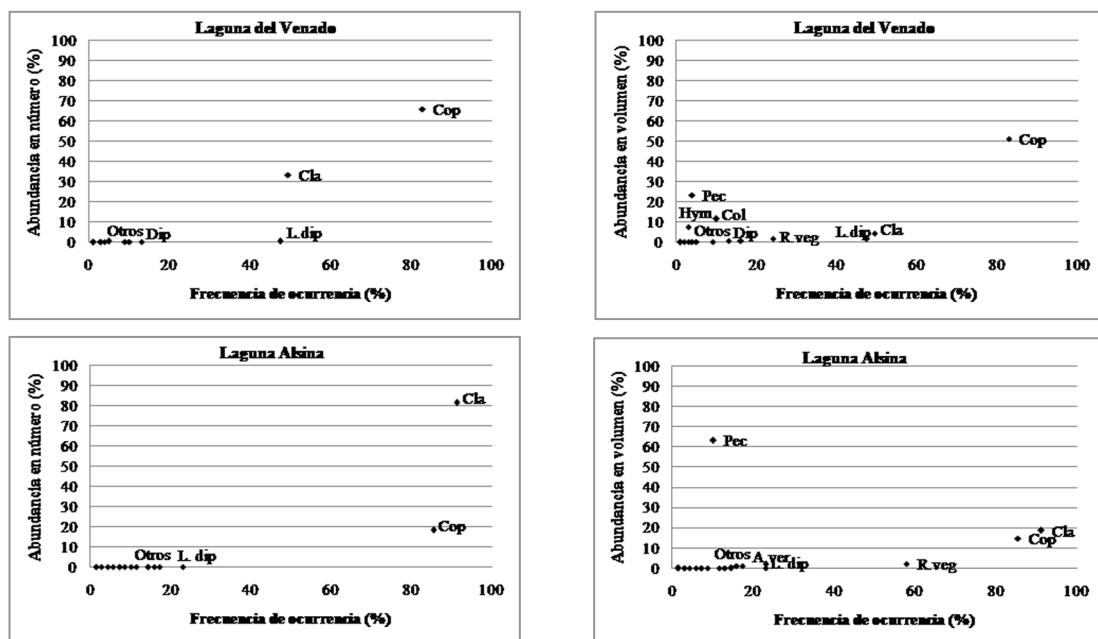 Laguna del Venado
Abundancia en número (%)
100
90
80
70
60
50
40
30
20
10
0
Cop
Cla
Otros
Dip
L.dip
0 20 40 60 80 100
Frecuencia de ocurrencia (%)
Laguna del Venado
Abundancia en volumen (%)
100
90
80
70
60
50
40
30
20
10
0
Cop
Pec
Hym
Col
Otros
Dip
R.veg
L.dip
Cla
0 20 40 60 80 100
Frecuencia de ocurrencia (%)
Laguna Alsina
Abundancia en número (%)
100
90
80
70
60
50
40
30
20
10
0
Cla
Cop
Otros
L. dip
0 20 40 60 80 100
Frecuencia de ocurrencia (%)
Laguna Alsina
Abundancia en volumen (%)
100
90
80
70
60
50
40
30
20
10
0
Pec
Cla
Cop
Otros
A.ver
L. dip
R.veg
0 20 40 60 80 100
Frecuencia de ocurrencia (%)